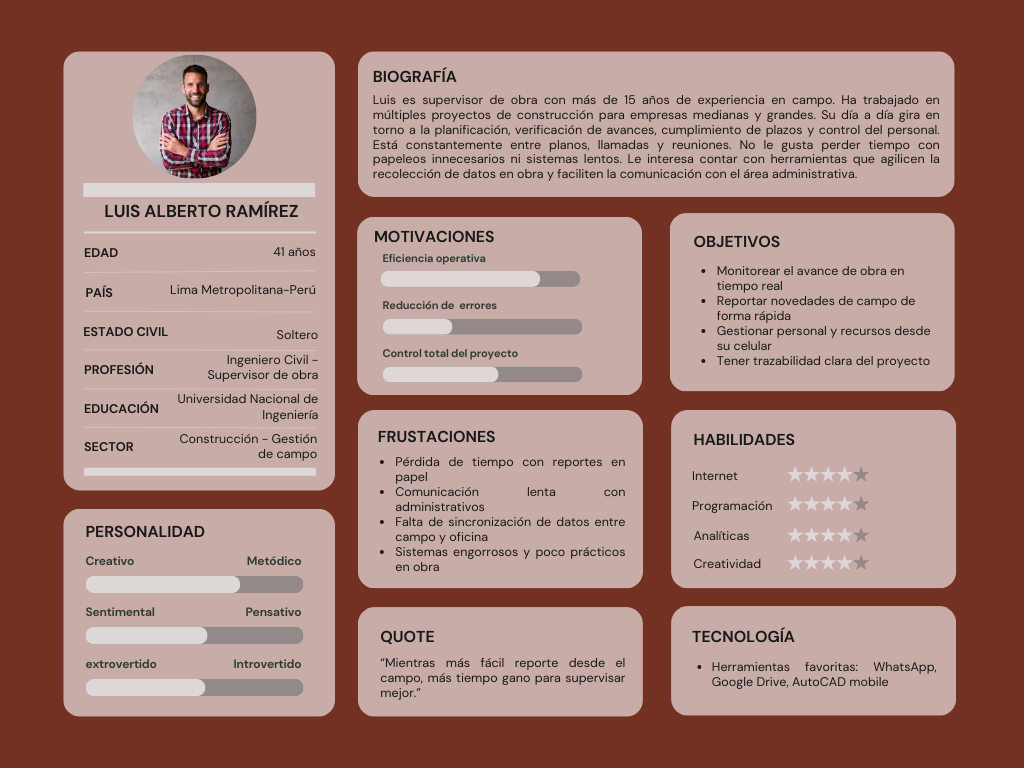 LUIS ALBERTO RAMÍREZ
EDAD 41 años
PAÍS Lima Metropolitana-Perú
ESTADO CIVIL Soltero
PROFESIÓN Ingeniero Civil -
Supervisor de obra
EDUCACIÓN Universidad Nacional de
Ingeniería
SECTOR Construcción - Gestión
de campo
PERSONALIDAD
Creativo Metódico
Sentimental Pensativo
extrovertido Introvertido
BIOGRAFÍA
Luis es supervisor de obra con más de 15 años de experiencia en campo. Ha trabajado en
múltiples proyectos de construcción para empresas medianas y grandes. Su día a día gira en
torno a la planificación, verificación de avances, cumplimiento de plazos y control del personal.
Está constantemente entre planos, llamadas y reuniones. No le gusta perder tiempo con
papeleos innecesarios ni sistemas lentos. Le interesa contar con herramientas que agilicen la
recolección de datos en obra y faciliten la comunicación con el área administrativa.
MOTIVACIONES
Eficiencia operativa
Reducción de errores
Control total del proyecto
OBJETIVOS
• Monitorear el avance de obra en
tiempo real
• Reportar novedades de campo de
forma rápida
• Gestionar personal y recursos desde
su celular
• Tener trazabilidad clara del proyecto
FRUSTACIONES
• Pérdida de tiempo con reportes en
papel
• Comunicación lenta con
administrativos
• Falta de sincronización de datos entre
campo y oficina
• Sistemas engorrosos y poco prácticos
en obra
HABILIDADES
Internet
Programación
Analíticas
Creatividad
QUOTE
“Mientras más fácil reporte desde el
campo, más tiempo gano para supervisar
mejor.”
TECNOLOGÍA
• Herramientas favoritas: WhatsApp,
Google Drive, AutoCAD mobile